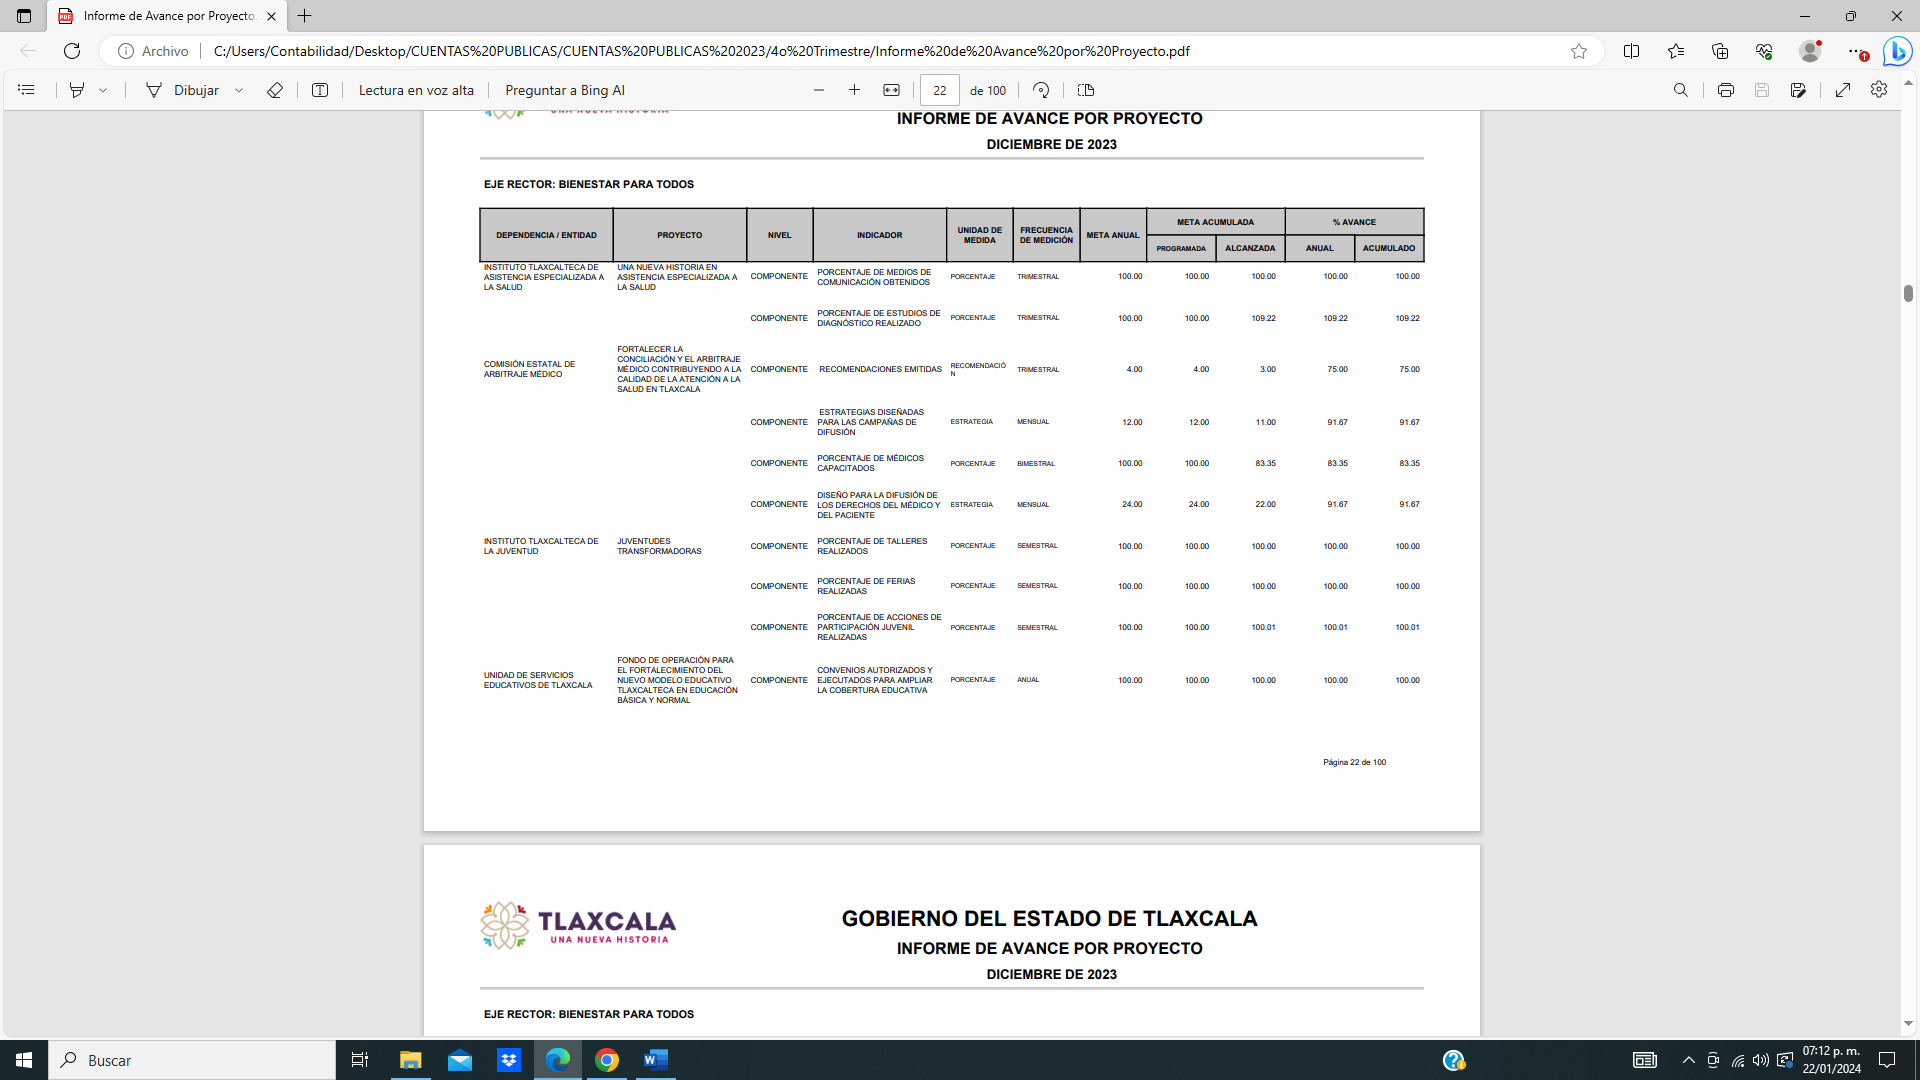 Informe de Avance por Proyecto.
Archivo
C:/Users/Contabilidad/Desktop/CUENTAS%20PUBLICAS/CUENTAS%20PUBLICAS%202023/4o%20Trimestre/Informe%20de%20Avance%20por%20Proyecto.pdf
Dibujar
Lectura en voz alta
Preguntar a Bing AI
22
de 100
INFORME DE AVANCE POR PROYECTO
DICIEMBRE DE 2023
EJE RECTOR: BIENESTAR PARA TODOS
DEPENDENCIA / ENTIDAD
PROYECTO
NIVEL
INDICADOR
UNIDAD DE
MEDIDA
FRECUENCIA
DE MEDICIÓN
META ANUAL
META ACUMULADA
PROGRAMADA
ALCANZADA
% AVANCE
ANUAL
ACUMULADO
INSTITUTO TLAXCALTECA DE
ASISTENCIA ESPECIALIZADA A
LA SALUD
UNA NUEVA HISTORIA EN
ASISTENCIA ESPECIALIZADA A
LA SALUD
COMPONENTE
PORCENTAJE DE MEDIOS DE
COMUNICACIÓN OBTENIDOS
PORCENTAJE
TRIMESTRAL
100.00
100.00
100.00
100.00
100.00
COMPONENTE
PORCENTAJE DE ESTUDIOS DE
DIAGNÓSTICO REALIZADO
PORCENTAJE
TRIMESTRAL
100.00
100.00
109.22
109.22
109.22
COMISIÓN ESTATAL DE
ARBITRAJE MÉDICO
FORTALECER LA
CONCILIACIÓN Y EL ARBITRAJE
MÉDICO CONTRIBUYENDO A LA
CALIDAD DE LA ATENCIÓN A LA
SALUD EN TLAXCALA
COMPONENTE
RECOMENDACIONES EMITIDAS
RECOMENDACIÓ
N
TRIMESTRAL
4.00
4.00
3.00
75.00
75.00
COMPONENTE
ESTRATEGIAS DISEÑADAS
PARA LAS CAMPAÑAS DE
DIFUSIÓN
ESTRATEGIA
MENSUAL
12.00
12.00
11.00
91.67
91.67
COMPONENTE
PORCENTAJE DE MÉDICOS
CAPACITADOS
PORCENTAJE
BIMESTRAL
100.00
100.00
83.35
83.35
83.35
COMPONENTE
DISEÑO PARA LA DIFUSIÓN DE
LOS DERECHOS DEL MÉDICO Y
DEL PACIENTE
ESTRATEGIA
MENSUAL
24.00
24.00
22.00
91.67
91.67
INSTITUTO TLAXCALTECA DE
LA JUVENTUD
JUVENTUDES
TRANSFORMADORAS
COMPONENTE
PORCENTAJE DE TALLERES
REALIZADOS
PORCENTAJE
SEMESTRAL
100.00
100.00
100.00
100.00
100.00
COMPONENTE
PORCENTAJE DE FERIAS
REALIZADAS
PORCENTAJE
SEMESTRAL
100.00
100.00
100.00
100.00
100.00
COMPONENTE
PORCENTAJE DE ACCIONES DE
PARTICIPACIÓN JUVENIL
REALIZADAS
PORCENTAJE
SEMESTRAL
100.00
100.00
100.01
100.01
100.01
UNIDAD DE SERVICIOS
EDUCATIVOS DE TLAXCALA
FONDO DE OPERACIÓN PARA
EL FORTALECIMIENTO DEL
NUEVO MODELO EDUCATIVO
TLAXCALTECA EN EDUCACIÓN
BÁSICA Y NORMAL
COMPONENTE
CONVENIOS AUTORIZADOS Y
EJECUTADOS PARA AMPLIAR
LA COBERTURA EDUCATIVA
PORCENTAJE
ANUAL
100.00
100.00
100.00
100.00
100.00
Página 22 de 100
TLAXCALA
UNA NUEVA HISTORIA
GOBIERNO DEL ESTADO DE TLAXCALA
INFORME DE AVANCE POR PROYECTO
DICIEMBRE DE 2023
EJE RECTOR: BIENESTAR PARA TODOS
Buscar
07:12 p. m.
22/01/2024